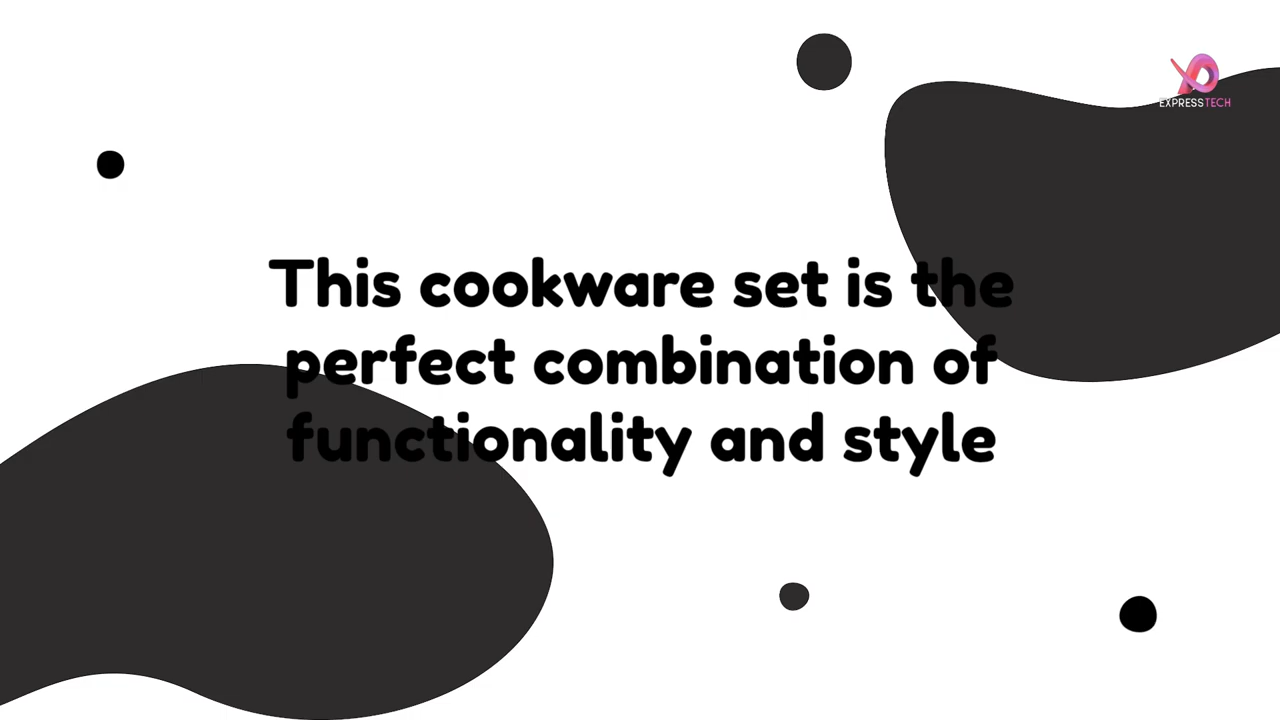 EXPRESSTECH
This cookware set is the
perfect combination of
functionality and style